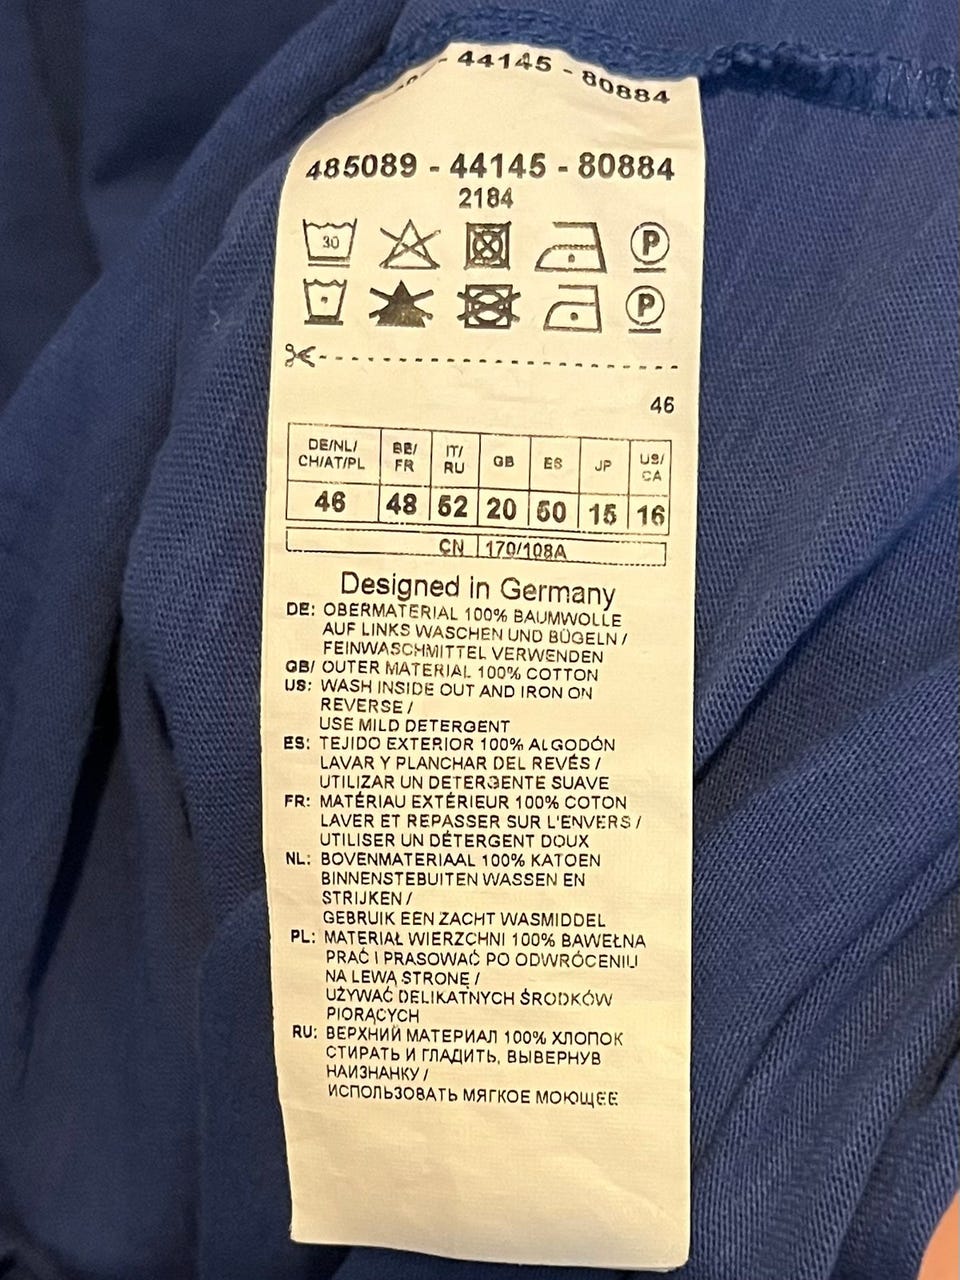 - 44145 - 80884
485089 - 44145 - 80884
2184
30
P
P
46
DE/NL/ CH/AT/PL BE/ FR IT/ RU GB ES JP US/ CA
46 48 52 20 50 15 16
CN 170/108A
Designed in Germany
DE: OBERMATERIAL 100% BAUMWOLLE
AUF LINKS WASCHEN UND BÜGELN /
FEINWASCHMITTEL VERWENDEN
GB/ OUTER MATERIAL 100% COTTON
US: WASH INSIDE OUT AND IRON ON
REVERSE /
USE MILD DETERGENT
ES: TEJIDO EXTERIOR 100% ALGODÓN
LAVAR Y PLANCHAR DEL REVÉS /
UTILIZAR UN DETERGENTE SUAVE
FR: MATÉRIAU EXTÉRIEUR 100% COTON
LAVER ET REPASSER SUR L'ENVERS /
UTILISER UN DÉTERGENT DOUX
NL: BOVENMATERIAAL 100% KATOEN
BINNENSTEBUITEN WASSEN EN
STRIJKEN /
GEBRUIK EEN ZACHT WASMIDDEL
PL: MATERIAŁ WIERZCHNI 100% BAWEŁNA
PRAĆ I PRASOWAĆ PO ODWRÓCENIU
NA LEWĄ STRONĘ /
UŻYWAĆ DELIKATNYCH ŚRODKÓW
PIORĄCYCH
RU: ВЕРХНИЙ МАТЕРИАЛ 100% ХЛОПОК
СТИРАТЬ И ГЛАДИТЬ, ВЫВЕРНУВ
НАИЗНАНКУ /
ИСПОЛЬЗОВАТЬ МЯГКОЕ МОЮЩЕЕ